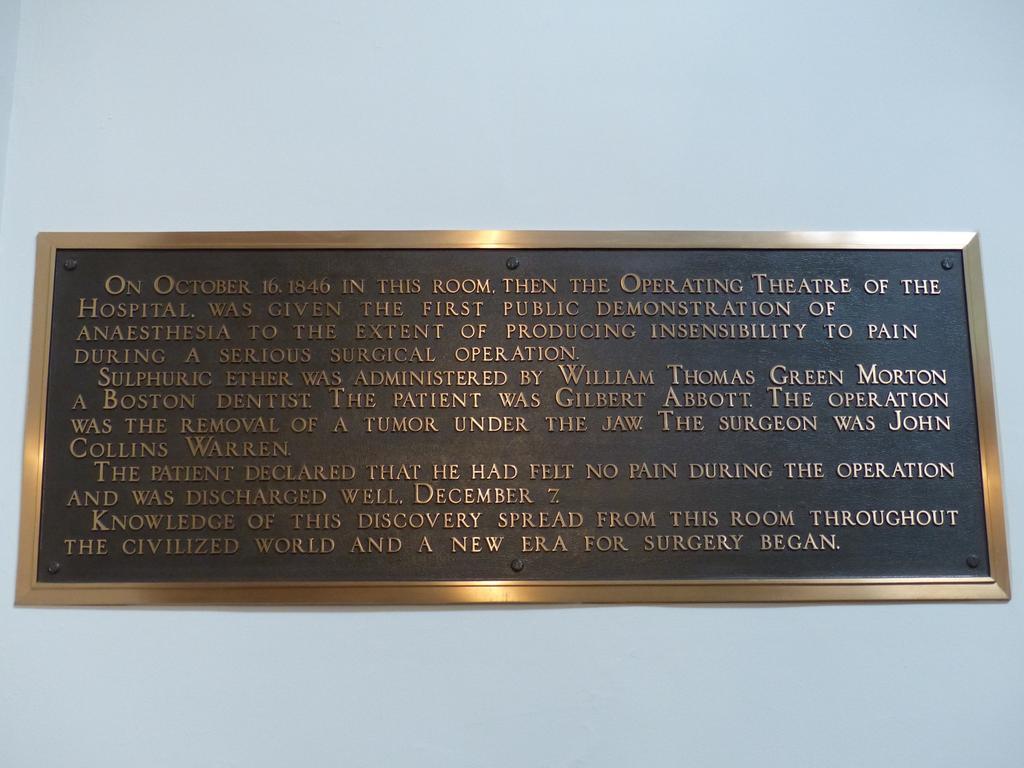 ON OCTOBER 16. 1846 IN THIS ROOM, THEN THE OPERATING THEATRE OF THE
HOSPITAL, WAS GIVEN THE FIRST PUBLIC DEMONSTRATION OF
ANAESTHESIA TO THE EXTENT OF PRODUCING INSENSIBILITY TO PAIN
DURING A SERIOUS SURGICAL OPERATION.
SULPHURIC ETHER WAS ADMINISTERED BY WILLIAM THOMAS GREEN MORTON
A BOSTON DENTIST. THE PATIENT WAS GILBERT ABBOTT. THE OPERATION
WAS THE REMOVAL OF A TUMOR UNDER THE JAW. THE SURGEON WAS JOHN
COLLINS WARREN.
THE PATIENT DECLARED THAT HE HAD FELT NO PAIN DURING THE OPERATION
AND WAS DISCHARGED WELL, DECEMBER 7.
KNOWLEDGE OF THIS DISCOVERY SPREAD FROM THIS ROOM THROUGHOUT
THE CIVILIZED WORLD AND A NEW ERA FOR SURGERY BEGAN.